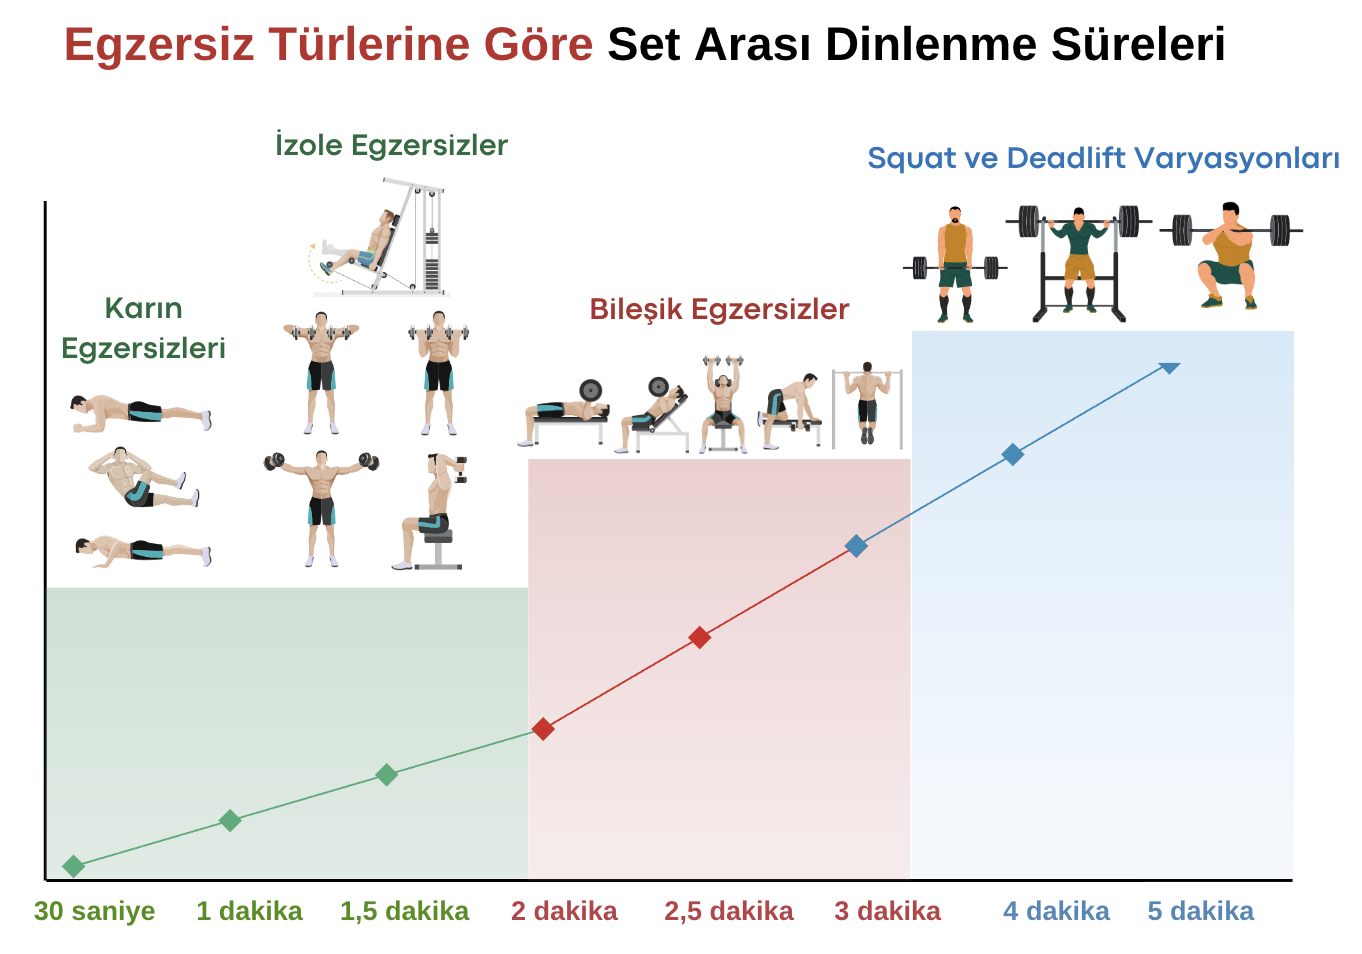 Egzersiz Türlerine Göre Set Arası Dinlenme Süreleri
İzole Egzersizler
Squat ve Deadlift Varyasyonları
Karın
Egzersizleri
Bileşik Egzersizler
30 saniye
1 dakika
1,5 dakika
2 dakika
2,5 dakika
3 dakika
4 dakika
5 dakika